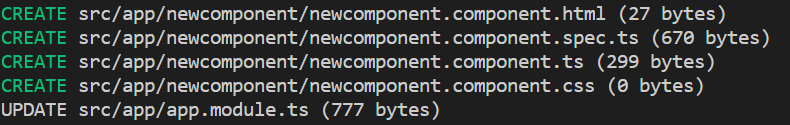 CREATE src/app/newcomponent/newcomponent.component.html (27 bytes)
CREATE src/app/newcomponent/newcomponent.component.spec.ts (670 bytes)
CREATE src/app/newcomponent/newcomponent.component.ts (299 bytes)
CREATE src/app/newcomponent/newcomponent.component.css (0 bytes)
UPDATE src/app/app.module.ts (777 bytes)